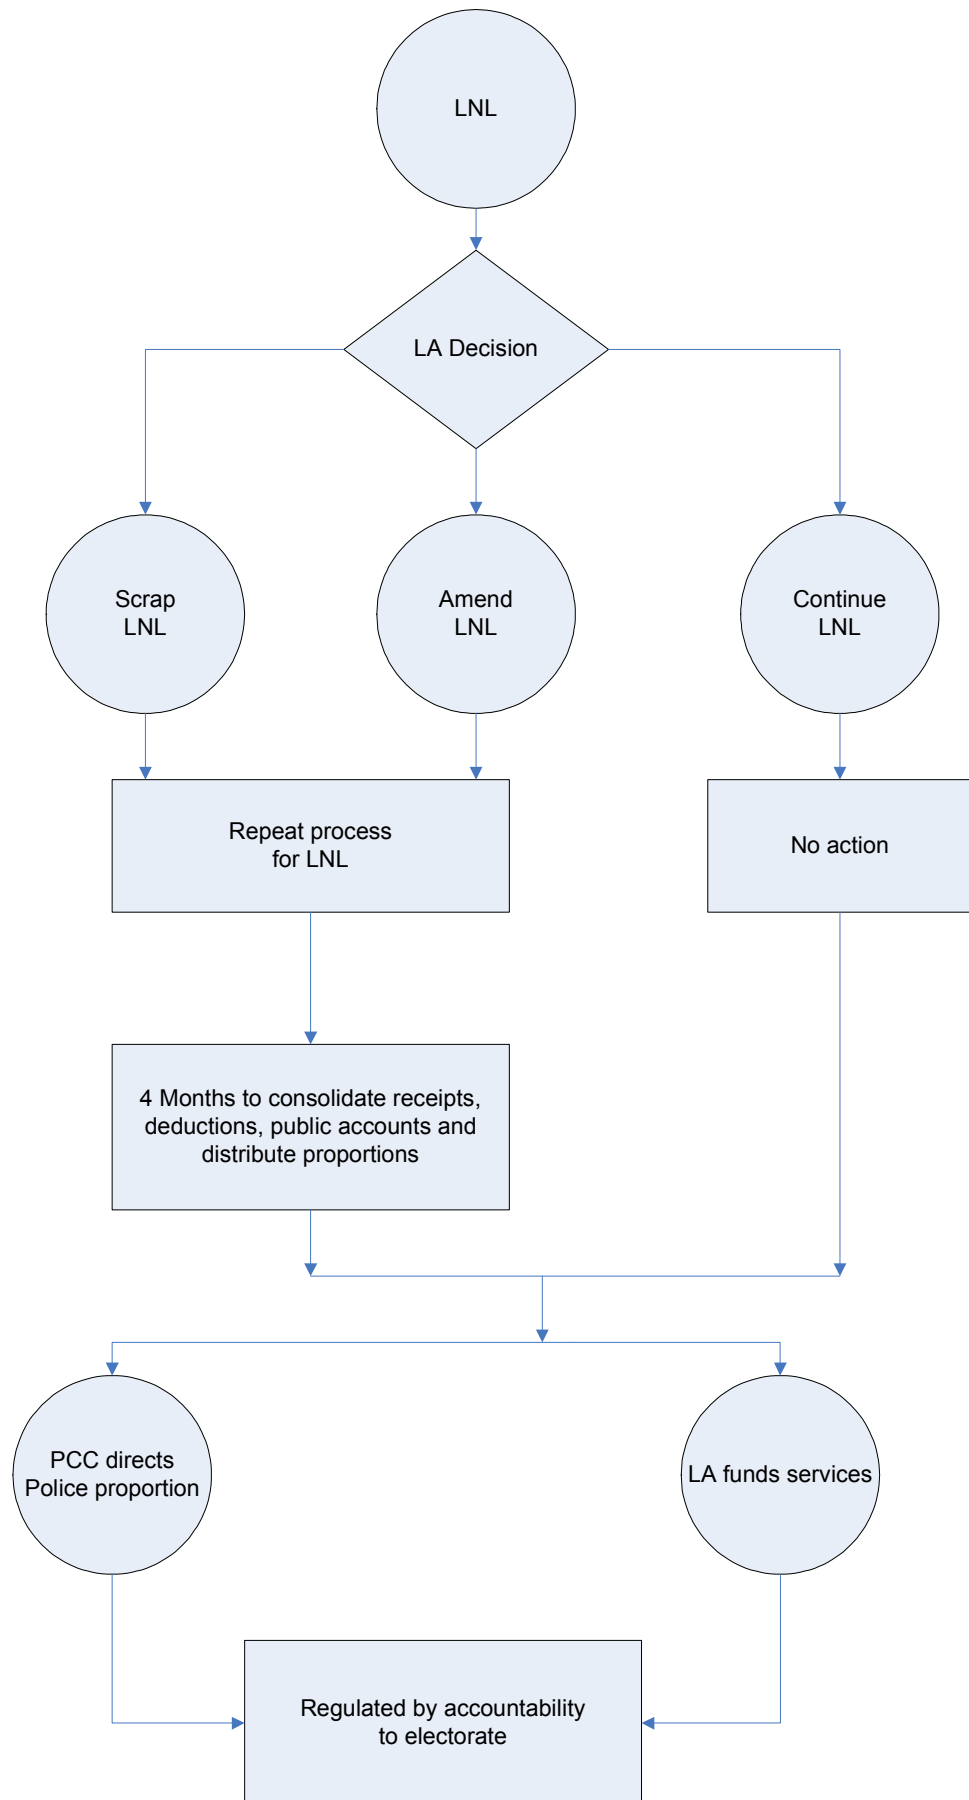 LNL
LA Decision
Scrap
LNL
Amend
LNL
Continue
LNL
Repeat process
for LNL
No action
4 Months to consolidate receipts,
deductions, public accounts and
distribute proportions
PCC directs
Police proportion
LA funds services
Regulated by accountability
to electorate